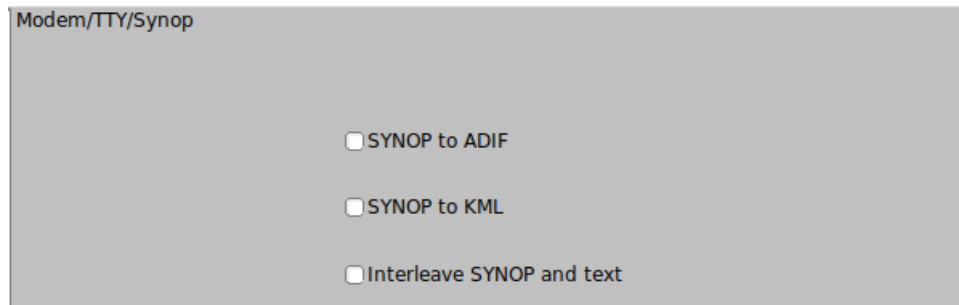 Modem/TTY/Synop
SYNOP to ADIF
SYNOP to KML
Interleave SYNOP and text